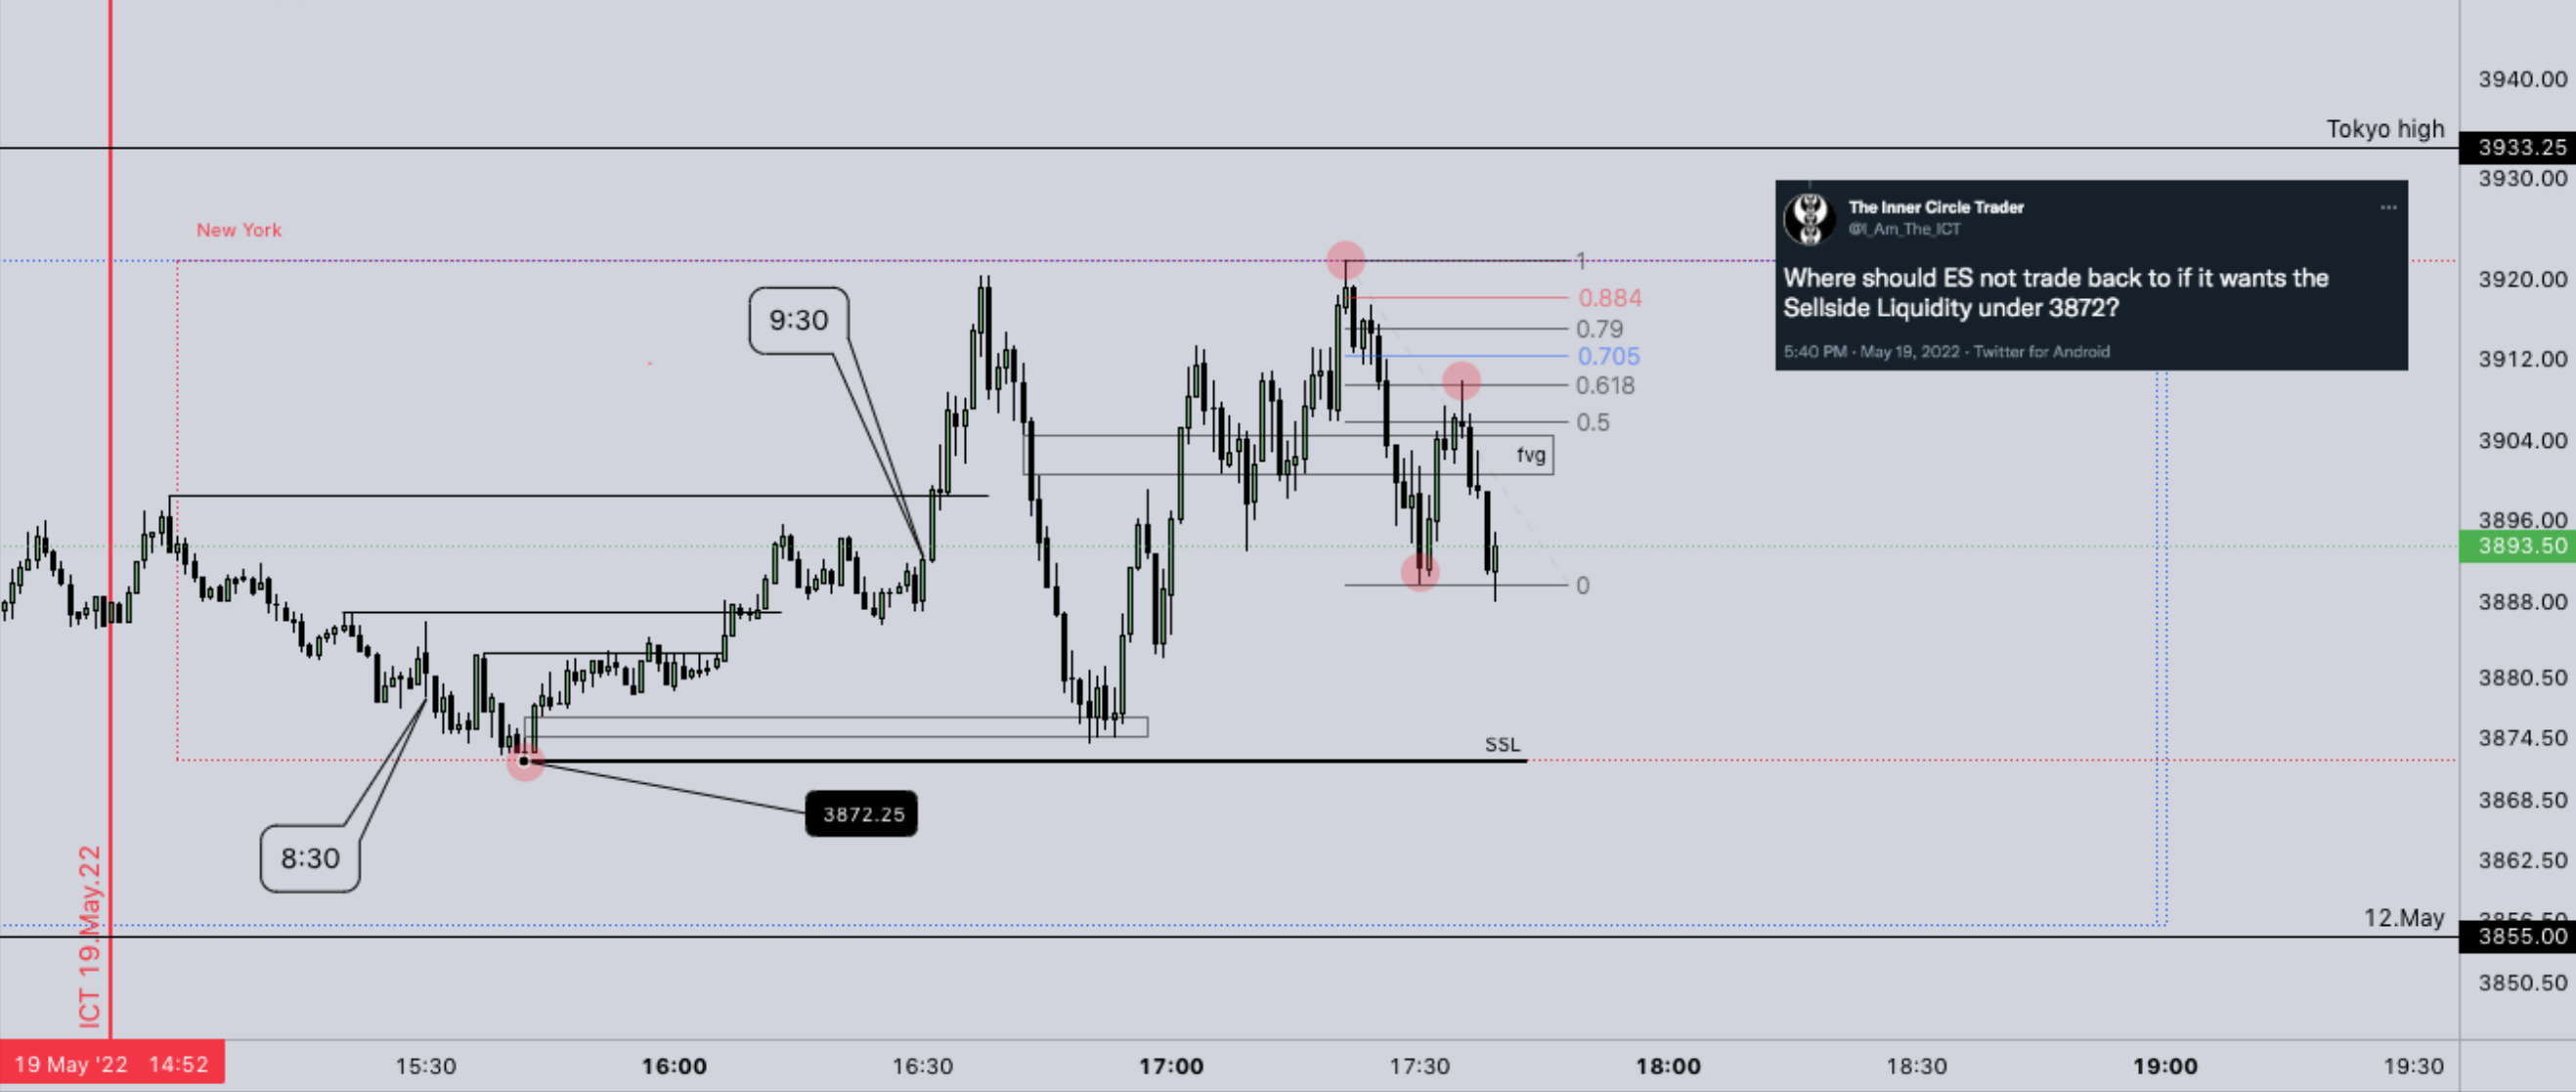 3940.00
Tokyo high
3933.25
3930.00
The Inner Circle Trader
@I_Am_The_ICT
New York
Where should ES not trade back to if it wants the
Sellside Liquidity under 3872?
5:40 PM · May 19, 2022 · Twitter for Android
1
3920.00
0.884
9:30
0.79
0.705
3912.00
0.618
0.5
3904.00
fvg
3896.00
3893.50
0
3888.00
3880.50
SSL
3874.50
3872.25
3868.50
8:30
3862.50
12.May
3856.50
3855.00
3850.50
ICT 19.May.22
19 May '22 14:52
15:30
16:00
16:30
17:00
17:30
18:00
18:30
19:00
19:30